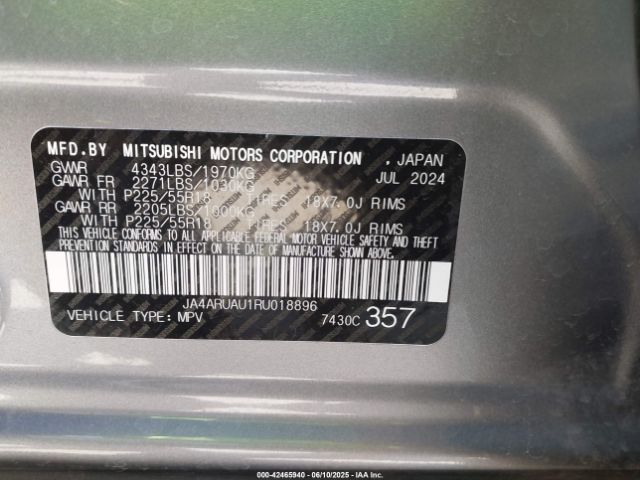 MFD.BY MITSUBISHI MOTORS CORPORATION . JAPAN
GVWR 4343LBS/1970KG JUL 2024
GAWR FR 2271LBS/1030KG
WITH P225/55R18 TIRES 18X7.0J RIMS
GAWR RR 2205LBS/1000KG
WITH P225/55R18 TIRES 18X7.0J RIMS
THIS VEHICLE CONFORMS TO ALL APPLICABLE FEDERAL MOTOR VEHICLE SAFETY AND THEFT
PREVENTION STANDARDS IN EFFECT ON THE DATE OF MANUFACTURE SHOWN ABOVE.
JA4ARUAU1RU018896
VEHICLE TYPE: MPV 7430C 357
000-42465940 - 06/10/2025 - IAA Inc.